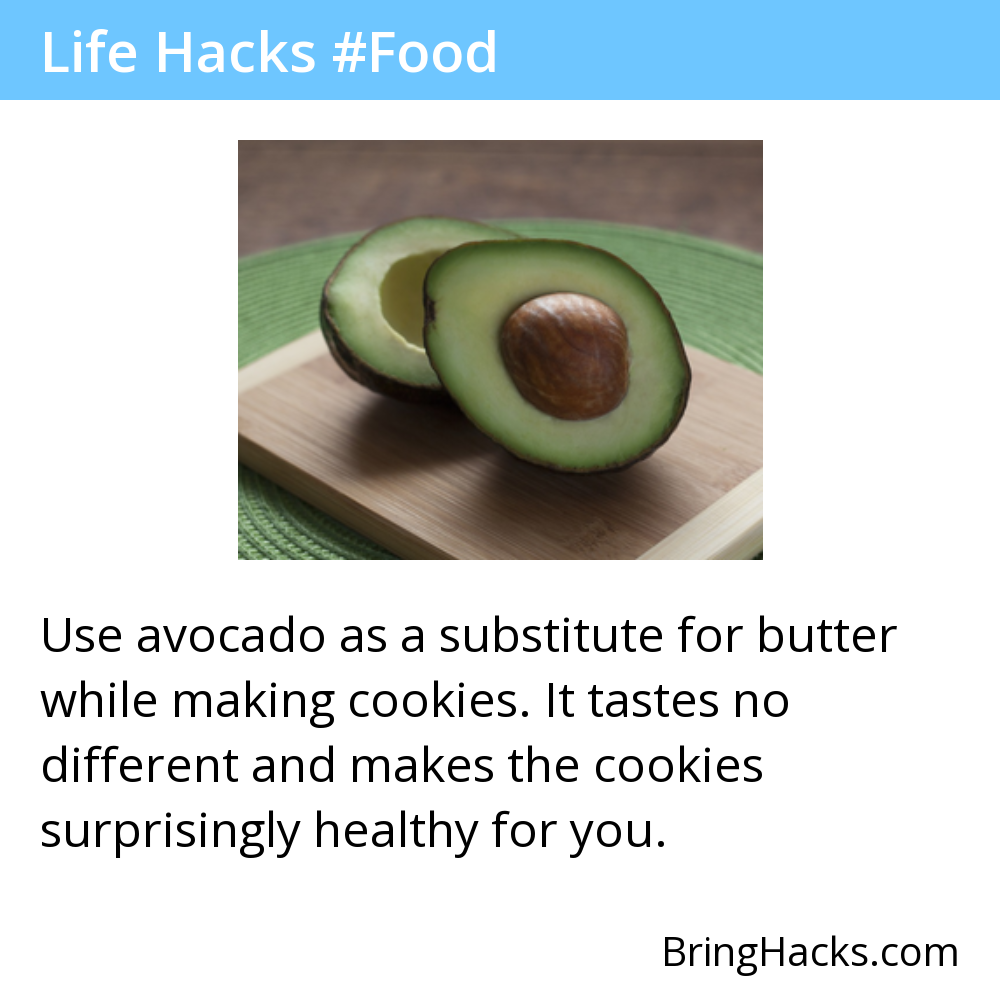 Life Hacks #Food
Use avocado as a substitute for butter
while making cookies. It tastes no
different and makes the cookies
surprisingly healthy for you.
BringHacks.com